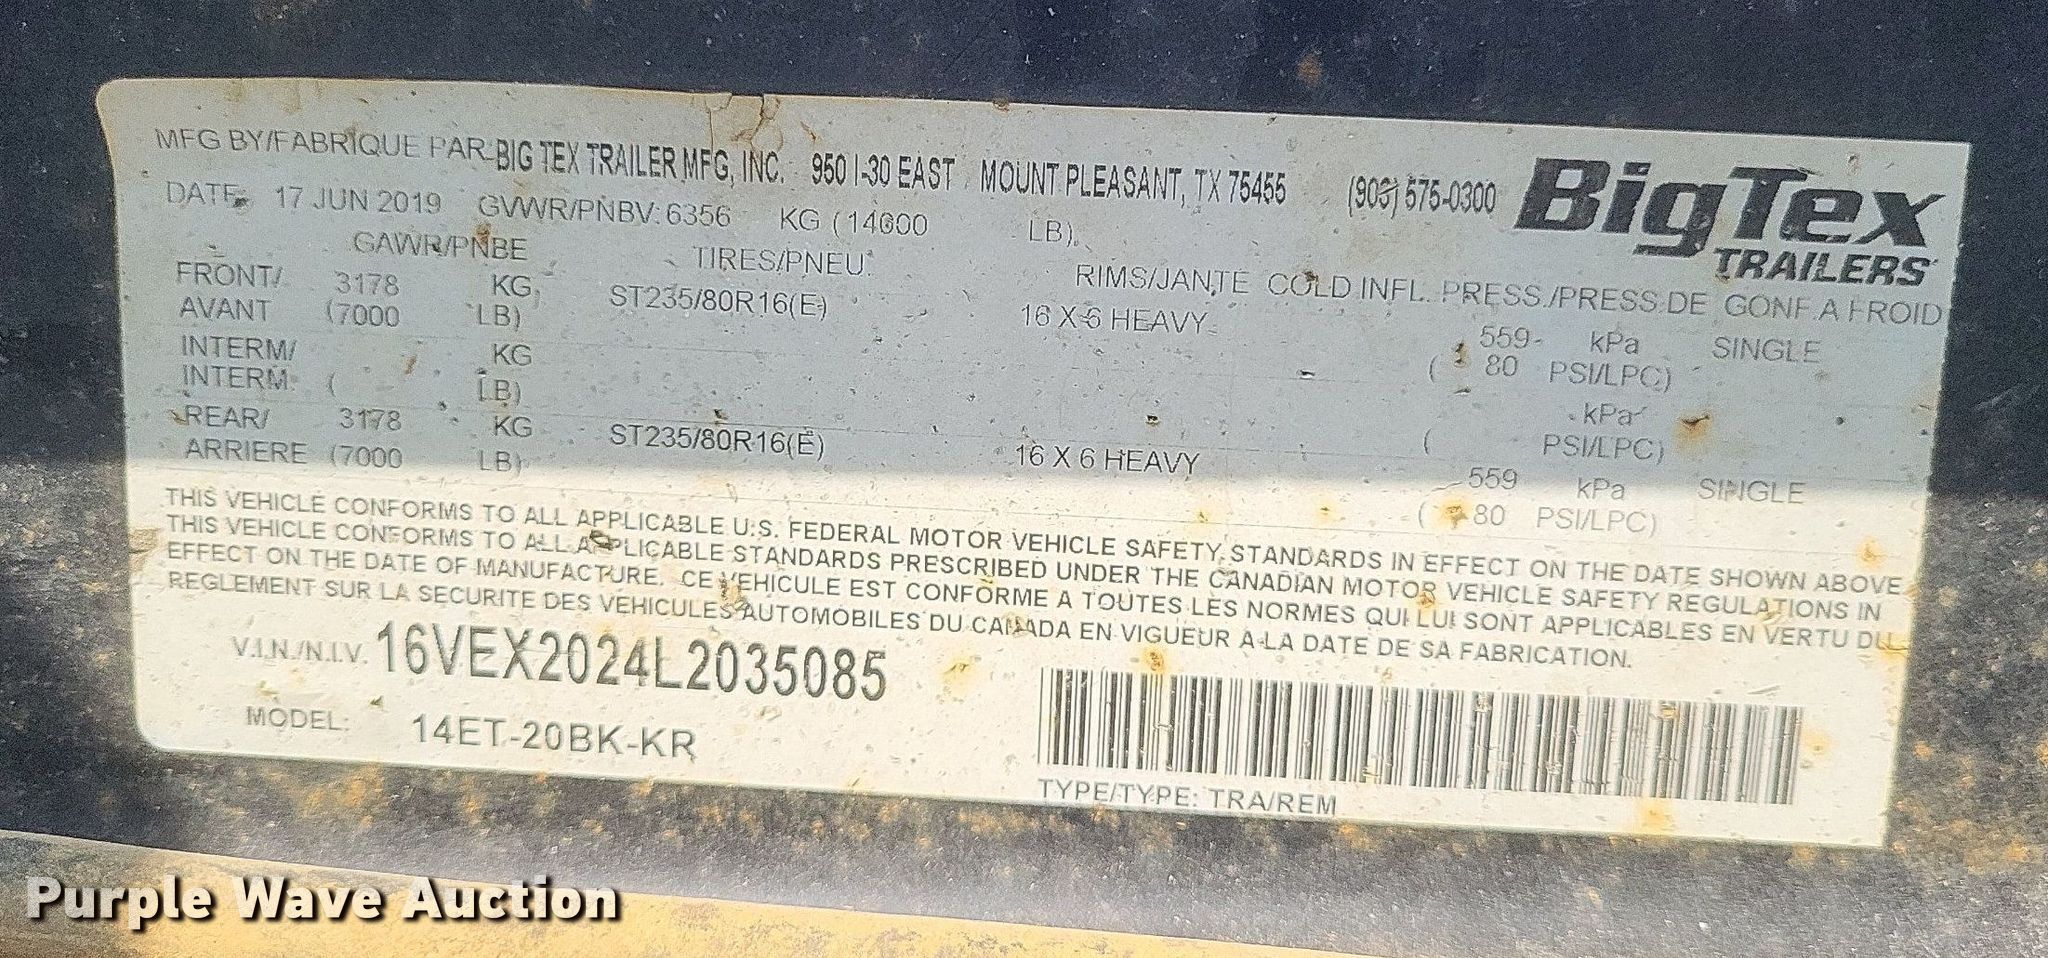 MFG BY/FABRIQUE PAR-BIG TEX TRAILER MFG, INC. 950 I-30 EAST MOUNT PLEASANT, TX 75455 (903) 575-0300
BigTex
TRAILERS
DATE: 17 JUN 2019 GVWR/PNBV: 6356 KG (14000 LB)
GAWR/PNBE TIRES/PNEU. RIMS/JANTE COLD INFL. PRESS./PRESS DE GONF. A FROID
FRONT/ 3178 KG ST235/80R16(E) 16 X 6 HEAVY 559 kPa SINGLE
AVANT (7000 LB) ( 80 PSI/LPC)
INTERM/ KG kPa
INTERM ( LB) ( PSI/LPC)
REAR/ 3178 KG ST235/80R16(E) 16 X 6 HEAVY 559 kPa SINGLE
ARRIERE (7000 LB) ( 80 PSI/LPC)
THIS VEHICLE CONFORMS TO ALL APPLICABLE U.S. FEDERAL MOTOR VEHICLE SAFETY STANDARDS IN EFFECT ON THE DATE SHOWN ABOVE
THIS VEHICLE CONFORMS TO ALL APPLICABLE STANDARDS PRESCRIBED UNDER THE CANADIAN MOTOR VEHICLE SAFETY REGULATIONS IN
EFFECT ON THE DATE OF MANUFACTURE. CE VEHICULE EST CONFORME A TOUTES LES NORMES QUI LUI SONT APPLICABLES EN VERTU DU
REGLEMENT SUR LA SECURITE DES VEHICULES AUTOMOBILES DU CANADA EN VIGUEUR A LA DATE DE SA FABRICATION.
V.I.N./N.I.V. 16VEX2024L2035085
MODEL: 14ET-20BK-KR
TYPE/TYPE: TRA/REM
Purple Wave Auction